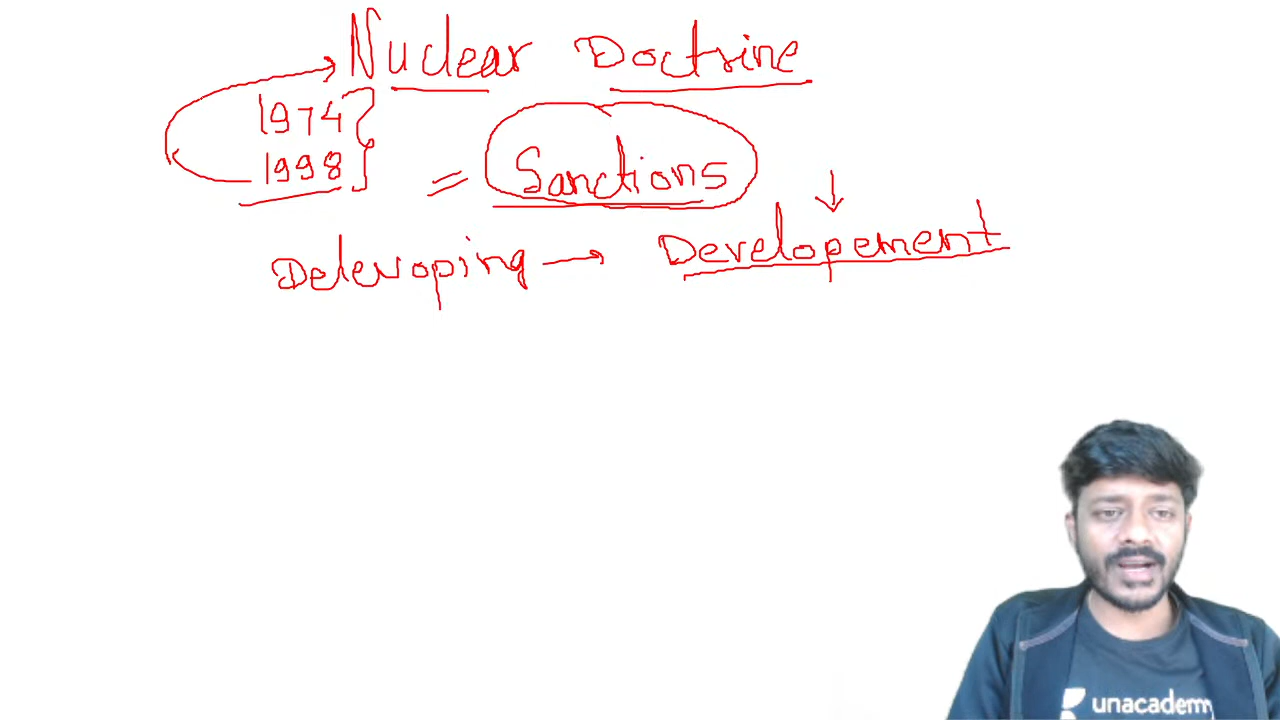 Nuclear Doctrine
1974
1998
= Sanctions
Delevoping → Developement
unacadem